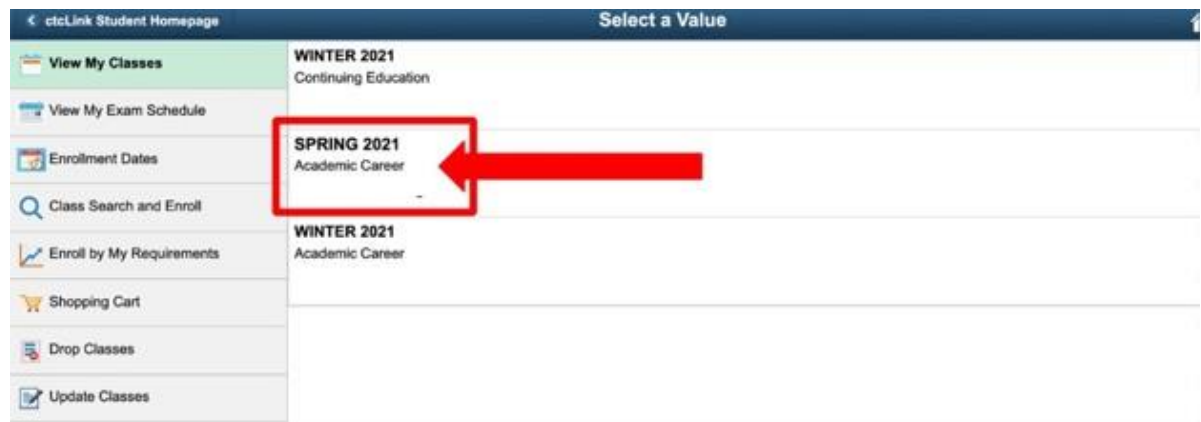 ctcLink Student Homepage
Select a Value
View My Classes
View My Exam Schedule
Enrollment Dates
Class Search and Enroll
Enroll by My Requirements
Shopping Cart
Drop Classes
Update Classes
WINTER 2021
Continuing Education
SPRING 2021
Academic Career
WINTER 2021
Academic Career